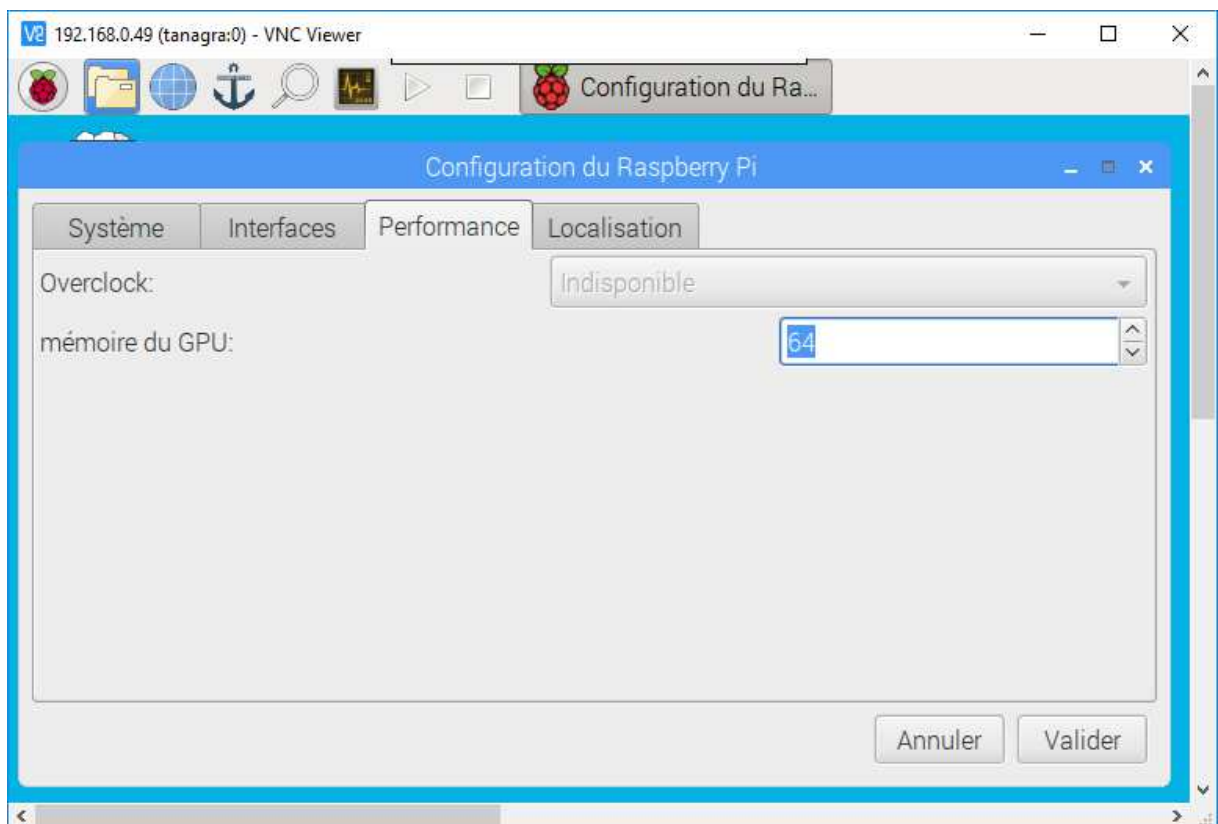 192.168.0.49 (tanagra:0) - VNC Viewer
Configuration du Ra...
Configuration du Raspberry Pi
Système Interfaces Performance Localisation
Overclock: Indisponible
mémoire du GPU: 64
Annuler Valider